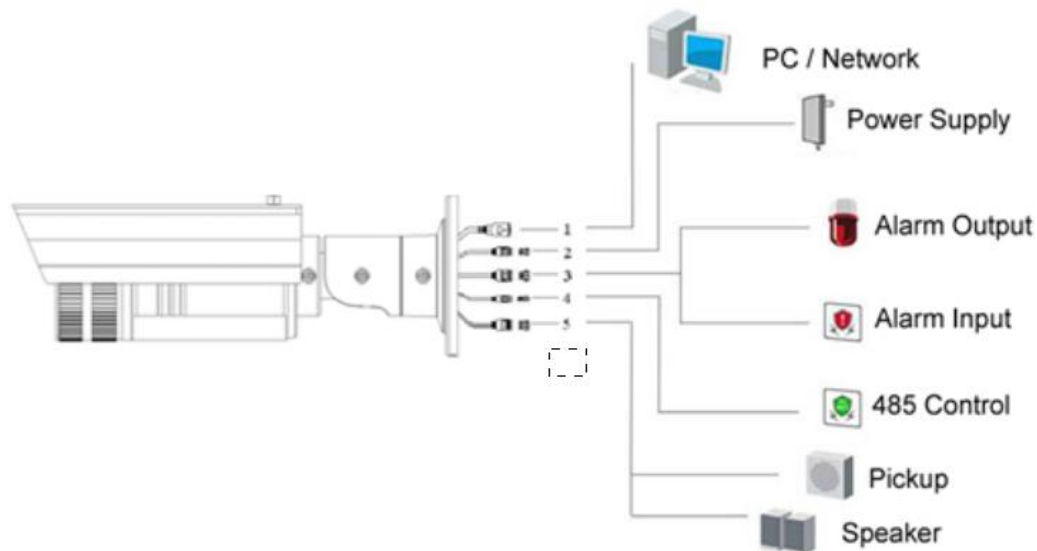 PC / Network
Power Supply
1
2
Alarm Output
3
4
5
Alarm Input
485 Control
Pickup
Speaker